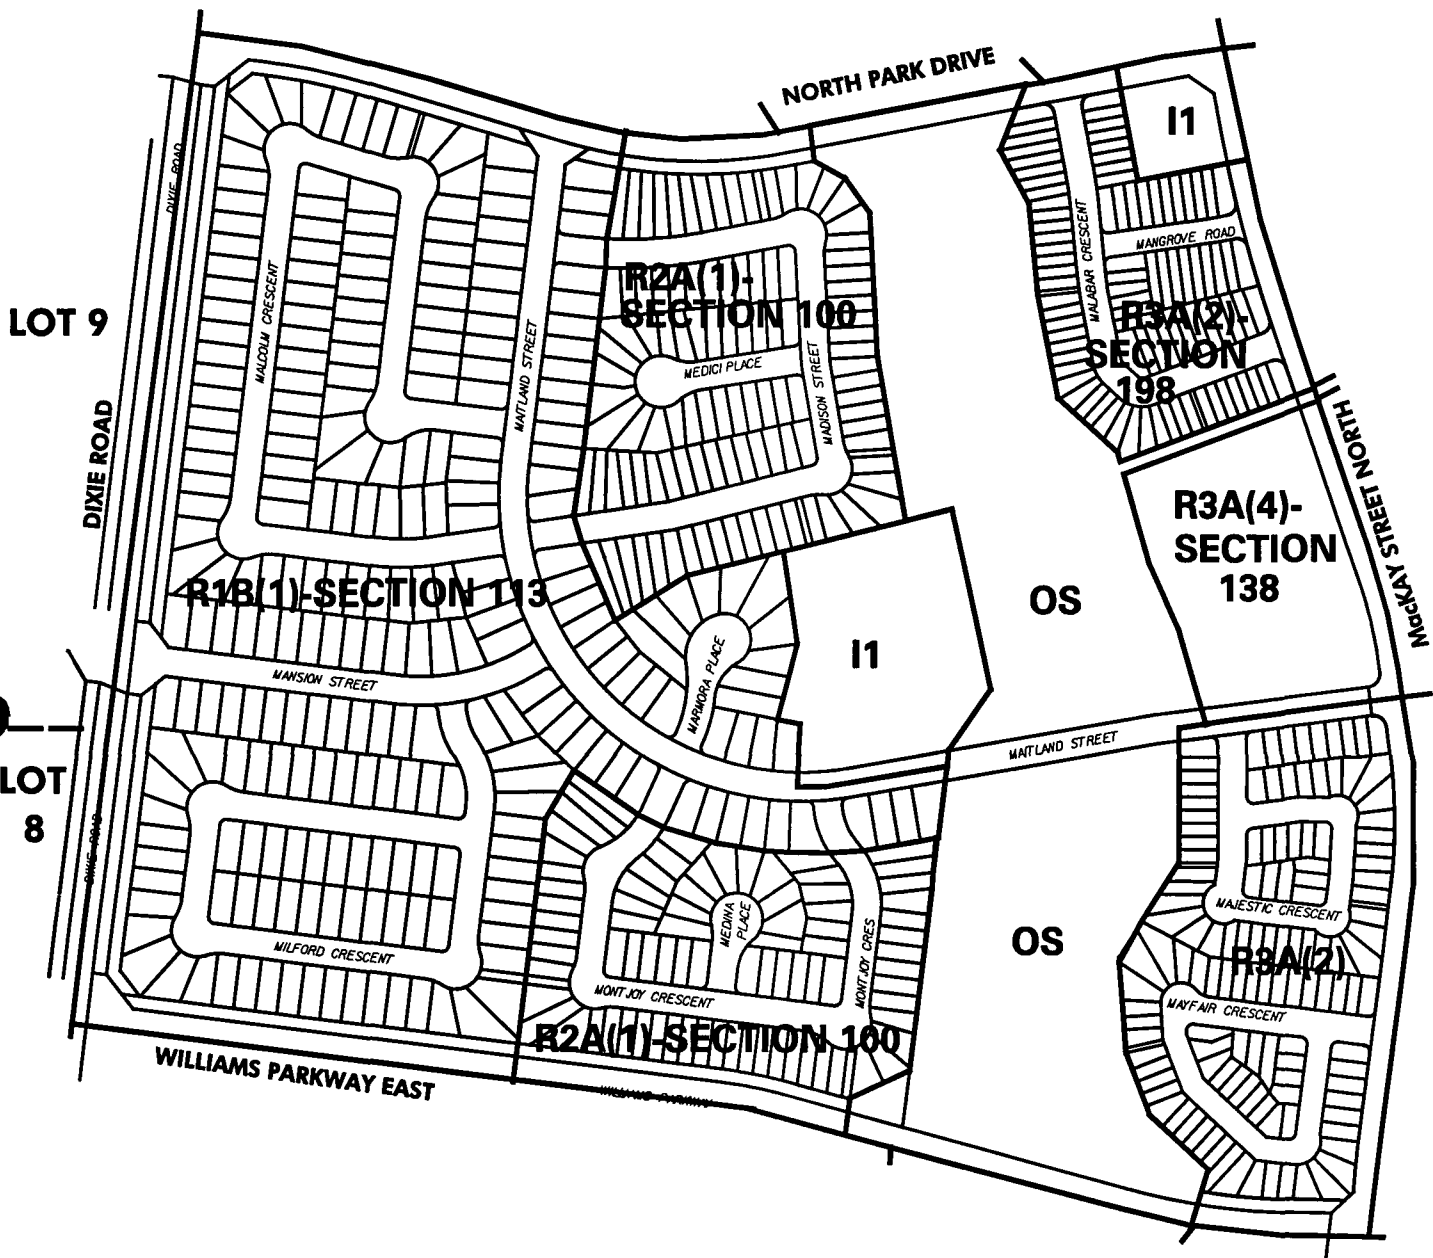 NORTH PARK DRIVE
I1
DIXIE ROAD
MALABAR CRESCENT
MANGROVE ROAD
MALCOLM CRESCENT
R2A(1)-
SECTION 100
LOT 9
MAITLAND STREET
R3A(2)-
SECTION
198
MEDICI PLACE
MADISON STREET
DIXIE ROAD
MacKAY STREET NORTH
R3A(4)-
SECTION
138
R1B(1)-SECTION 113
OS
I1
MARMORA PLACE
MANSION STREET
MAITLAND STREET
LOT
8
DIXIE ROAD
MAJESTIC CRESCENT
MEDINA
PLACE
MONTJOY CRES
OS
MILFORD CRESCENT
R3A(2)
MONTJOY CRESCENT
MAYFAIR CRESCENT
R2A(1)-SECTION 100
WILLIAMS PARKWAY EAST
WILLIAMS PARKWAY